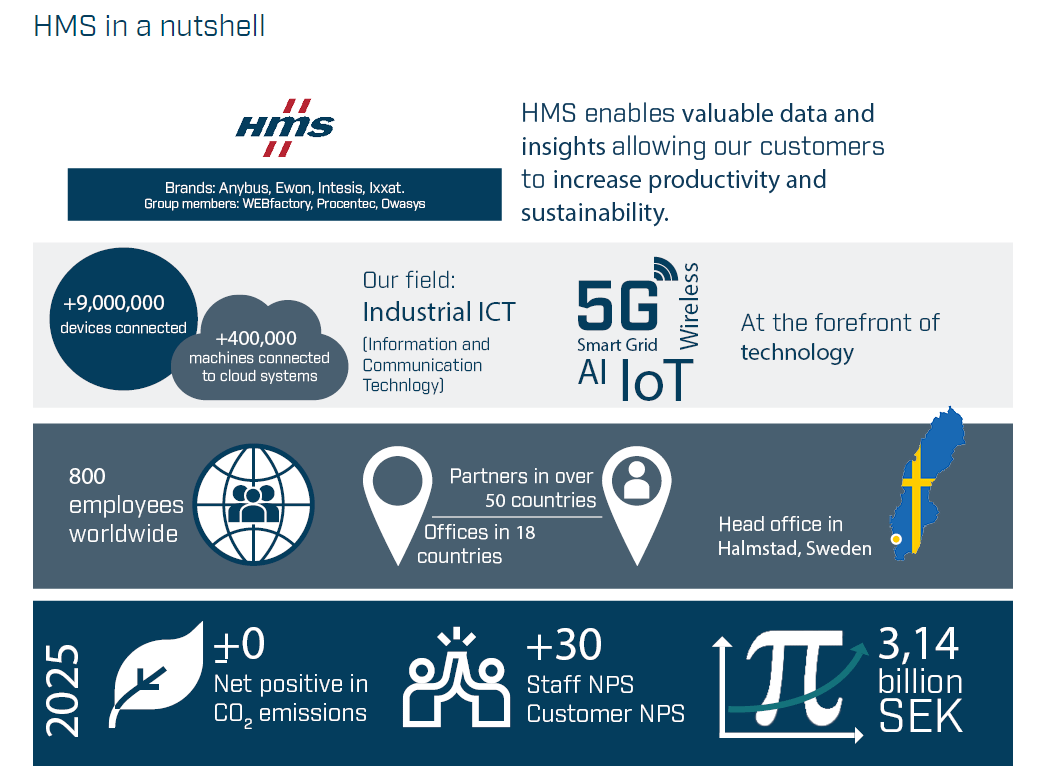 HMS in a nutshell
HMS
Brands: Anybus, Ewon, Intesis, Ixxat.
Group members: WEBfactory, Procentec, Owasys
HMS enables valuable data and
insights allowing our customers
to increase productivity and
sustainability.
+9,000,000
devices connected
+400,000
machines connected
to cloud systems
Our field:
Industrial ICT
(Information and
Communication
Technlogy)
5G
Wireless
Smart Grid
AI IoT
At the forefront of
technology
800
employees
worldwide
Partners in over
50 countries
Offices in 18
countries
Head office in
Halmstad, Sweden
2025
±0
Net positive in
CO₂ emissions
+30
Staff NPS
Customer NPS
π
3,14
billion
SEK